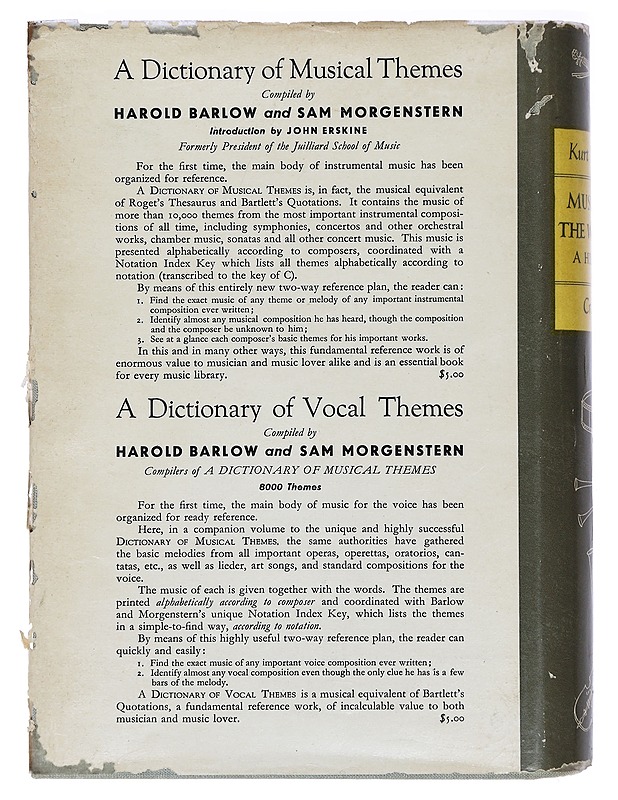 A Dictionary of Musical Themes
Compiled by
HAROLD BARLOW and SAM MORGENSTERN
Introduction by JOHN ERSKINE
Formerly President of the Juilliard School of Music
For the first time, the main body of instrumental music has been
organized for reference.
A DICTIONARY OF MUSICAL THEMES is, in fact, the musical equivalent
of Roget's Thesaurus and Bartlett's Quotations. It contains the music of
more than 10,000 themes from the most important instrumental composi-
tions of all time, including symphonies, concertos and other orchestral
works, chamber music, sonatas and all other concert music. This music is
presented alphabetically according to composers, coordinated with a
Notation Index Key which lists all themes alphabetically according to
notation (transcribed to the key of C).
By means of this entirely new two-way reference plan, the reader can:
1. Find the exact music of any theme or melody of any important instrumental
composition ever written;
2. Identify almost any musical composition he has heard, though the composition
and the composer be unknown to him;
3. See at a glance each composer's basic themes for his important works.
In this and in many other ways, this fundamental reference work is of
enormous value to musician and music lover alike and is an essential book
for every music library. $5.00
A Dictionary of Vocal Themes
Compiled by
HAROLD BARLOW and SAM MORGENSTERN
Compilers of A DICTIONARY OF MUSICAL THEMES
8000 Themes
For the first time, the main body of music for the voice has been
organized for ready reference.
Here, in a companion volume to the unique and highly successful
DICTIONARY OF MUSICAL THEMES, the same authorities have gathered
the basic melodies from all important operas, operettas, oratorios, can-
tatas, etc., as well as lieder, art songs, and standard compositions for the
voice.
The music of each is given together with the words. The themes are
printed alphabetically according to composer and coordinated with Barlow
and Morgenstern's unique Notation Index Key, which lists the themes
in a simple-to-find way, according to notation.
By means of this highly useful two-way reference plan, the reader can
quickly and easily:
1. Find the exact music of any important voice composition ever written;
2. Identify almost any vocal composition even though the only clue he has is a few
bars of the melody.
A DICTIONARY OF VOCAL THEMES is a musical equivalent of Bartlett's
Quotations, a fundamental reference work, of incalculable value to both
musician and music lover. $5.00
Kurt
MUS
THE W
A H